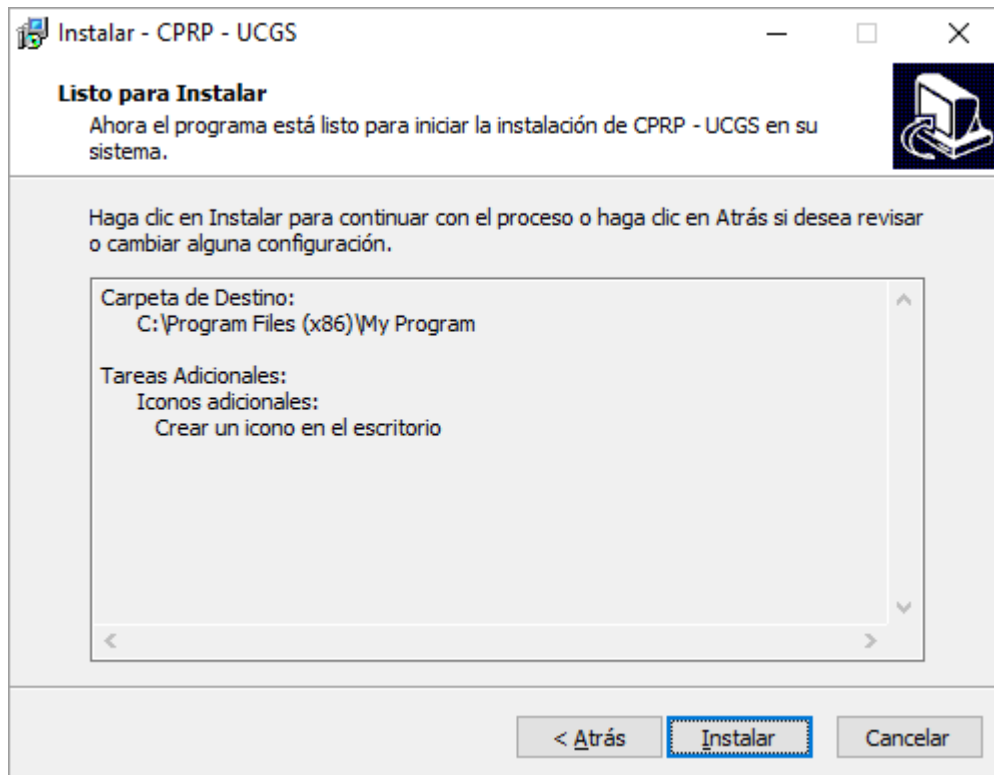 Instalar - CPRP - UCGS
Listo para Instalar
Ahora el programa está listo para iniciar la instalación de CPRP - UCGS en su
sistema.
Haga clic en Instalar para continuar con el proceso o haga clic en Atrás si desea revisar
o cambiar alguna configuración.
Carpeta de Destino:
C:\Program Files (x86)\My Program
Tareas Adicionales:
Iconos adicionales:
Crear un icono en el escritorio
< Atrás
Instalar
Cancelar